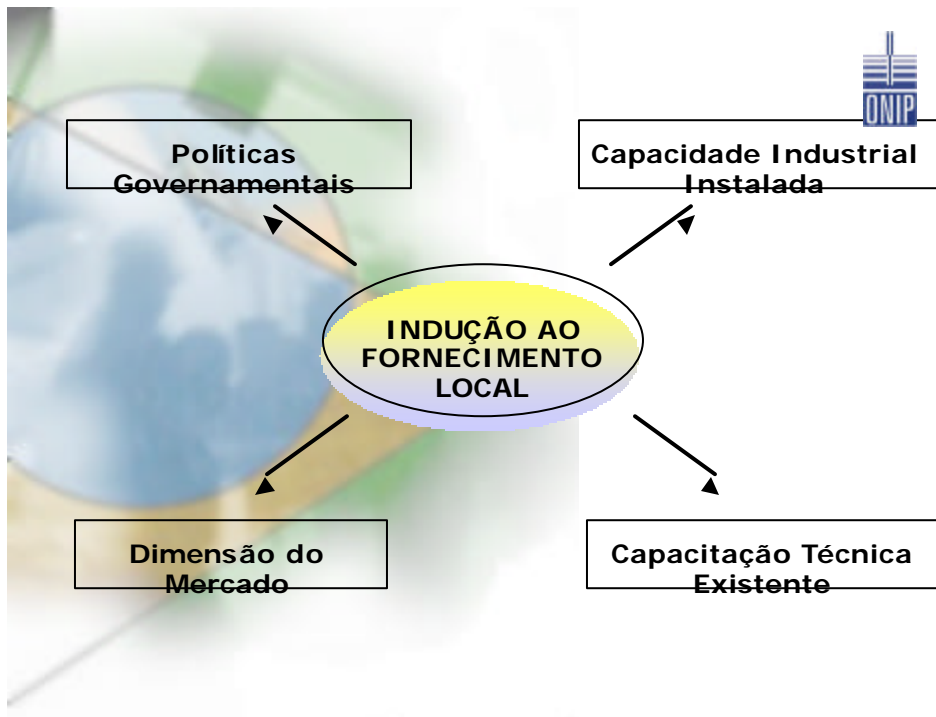 ONIP
Políticas
Governamentais
Capacidade Industrial
Instalada
INDUÇÃO AO
FORNECIMENTO
LOCAL
Dimensão do
Mercado
Capacitação Técnica
Existente